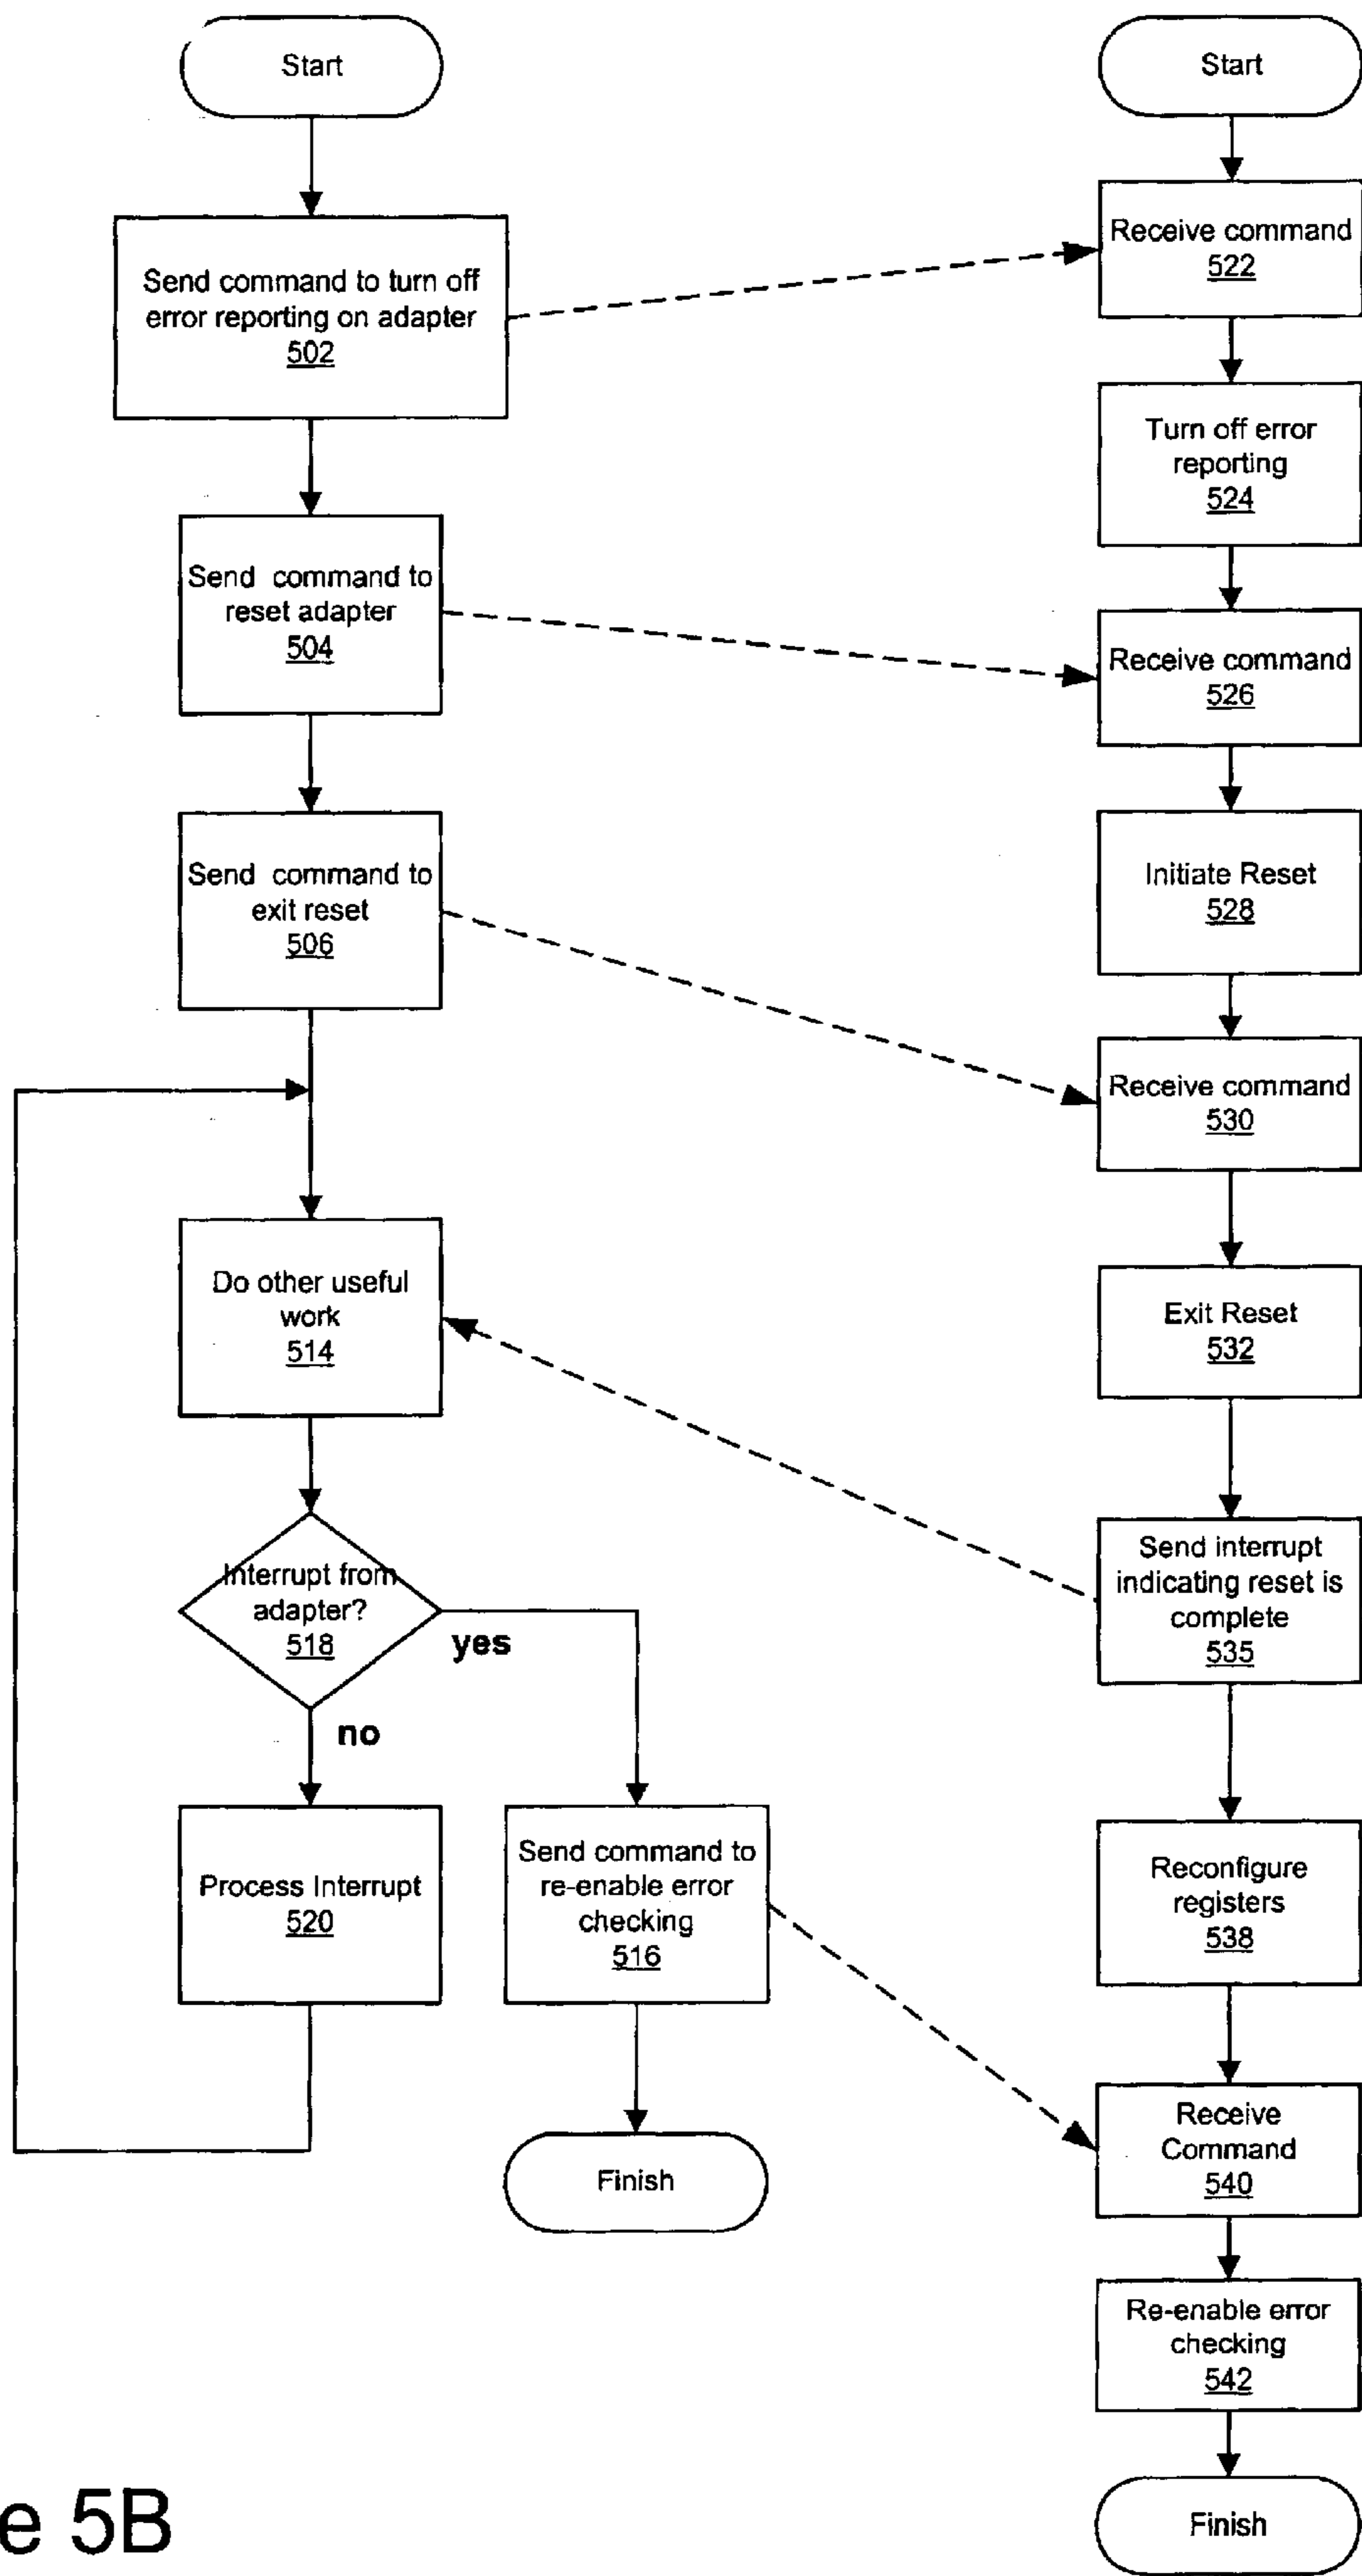 Start
Send command to turn off
error reporting on adapter
502
Send command to
reset adapter
504
Send command to
exit reset
506
Do other useful
work
514
Interrupt from
adapter?
518
yes
no
Process Interrupt
520
Send command to
re-enable error
checking
516
Finish
Start
Receive command
522
Turn off error
reporting
524
Receive command
526
Initiate Reset
528
Receive command
530
Exit Reset
532
Send interrupt
indicating reset is
complete
535
Reconfigure
registers
538
Receive
Command
540
Re-enable error
checking
542
Finish
e 5B